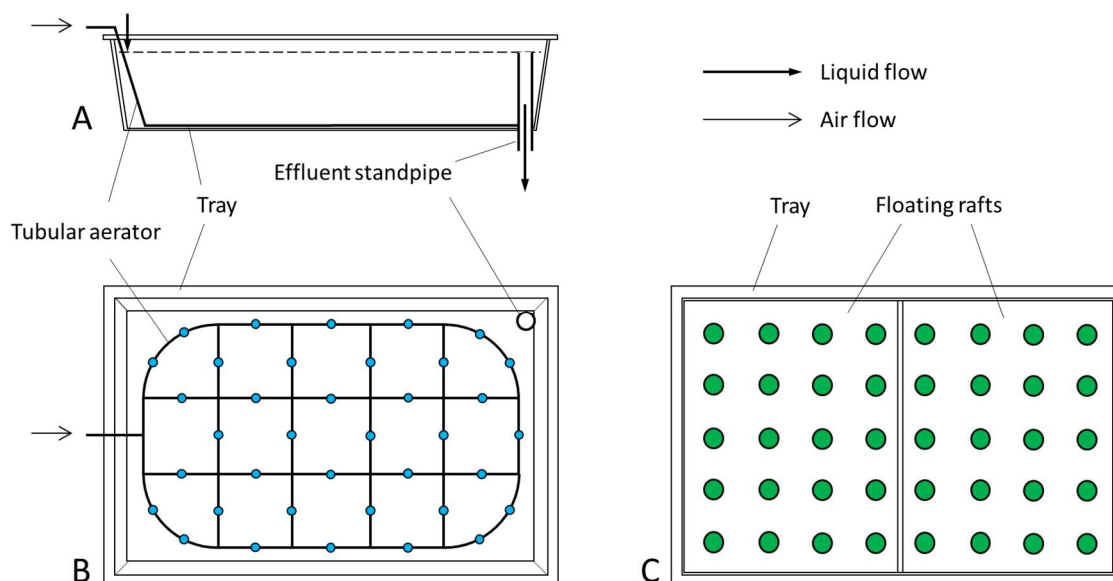 Liquid flow
A
Air flow
Effluent standpipe
Tray
Tubular aerator
Tray
Floating rafts
B
C